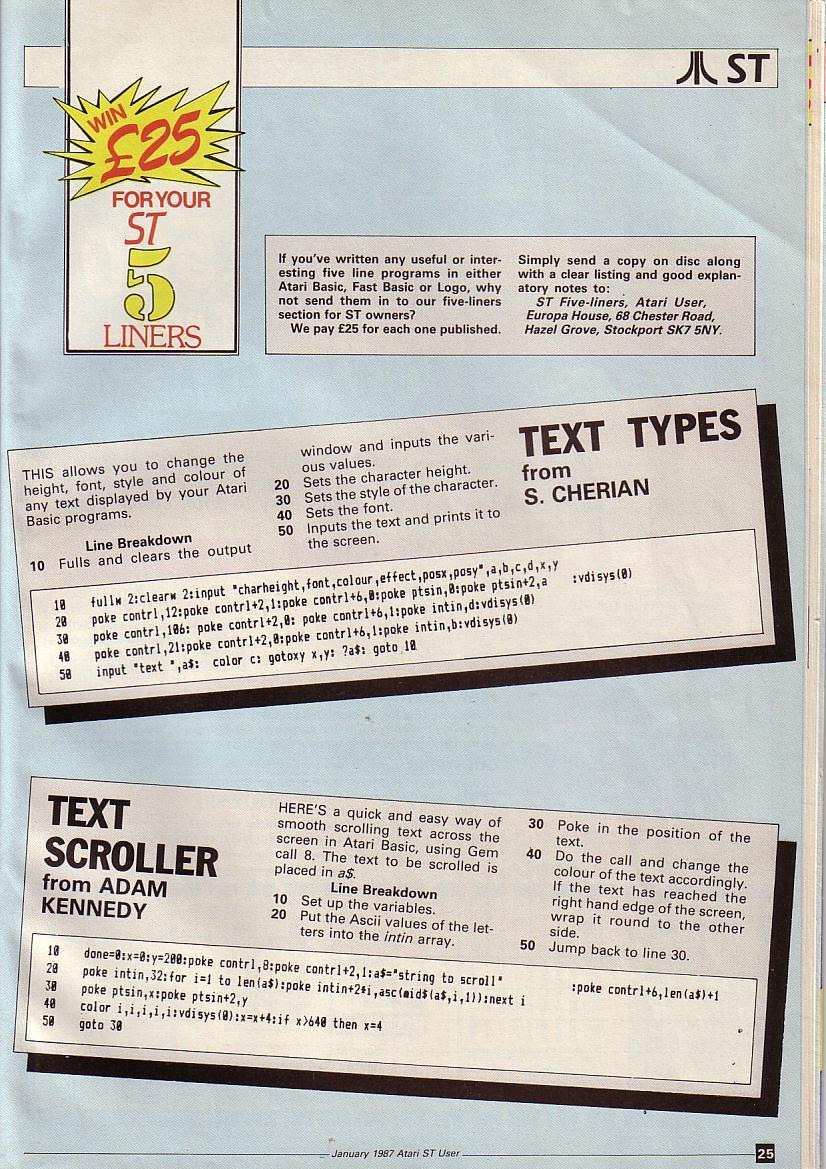 ST
WIN
£25
FOR YOUR
ST
5
LINERS
If you've written any useful or inter-
esting five line programs in either
Atari Basic, Fast Basic or Logo, why
not send them in to our five-liners
section for ST owners?
We pay £25 for each one published.
Simply send a copy on disc along
with a clear listing and good explan-
atory notes to:
ST Five-liners, Atari User,
Europa House, 68 Chester Road,
Hazel Grove, Stockport SK7 5NY.
TEXT TYPES
from
S. CHERIAN
THIS allows you to change the
height, font, style and colour of
any text displayed by your Atari
Basic programs.
Line Breakdown
10 Fulls and clears the output
window and inputs the vari-
ous values.
20 Sets the character height.
30 Sets the style of the character.
40 Sets the font.
50 Inputs the text and prints it to
the screen.
10 fullw 2:clearw 2:input "charheight,font,colour,effect,posx,posy",a,b,c,d,x,y
20 poke contrl,12:poke contrl+2,1:poke contrl+6,0:poke ptsin,0:poke ptsin+2,a :vdisys(0)
30 poke contrl,106: poke contrl+2,0: poke contrl+6,1:poke intin,d:vdisys(0)
40 poke contrl,21:poke contrl+2,0:poke contrl+6,1:poke intin,b:vdisys(0)
50 input "text ",a$: color c: gotoxy x,y: ?a$: goto 10
TEXT
SCROLLER
from ADAM
KENNEDY
HERE'S a quick and easy way of
smooth scrolling text across the
screen in Atari Basic, using Gem
call 8. The text to be scrolled is
placed in a$.
Line Breakdown
10 Set up the variables.
20 Put the Ascii values of the let-
ters into the intin array.
30 Poke in the position of the
text.
40 Do the call and change the
colour of the text accordingly.
If the text has reached the
right hand edge of the screen,
wrap it round to the other
side.
50 Jump back to line 30.
10 done=0:x=0:y=200:poke contrl,8:poke contrl+2,1:a$="string to scroll" :poke contrl+6,len(a$)+1
20 poke intin,32:for i=1 to len(a$):poke intin+2*i,asc(mid$(a$,i,1)):next i
30 poke ptsin,x:poke ptsin+2,y
40 color i,i,i,i,i:vdisys(0):x=x+4:if x>640 then x=4
50 goto 30
January 1987 Atari ST User
25